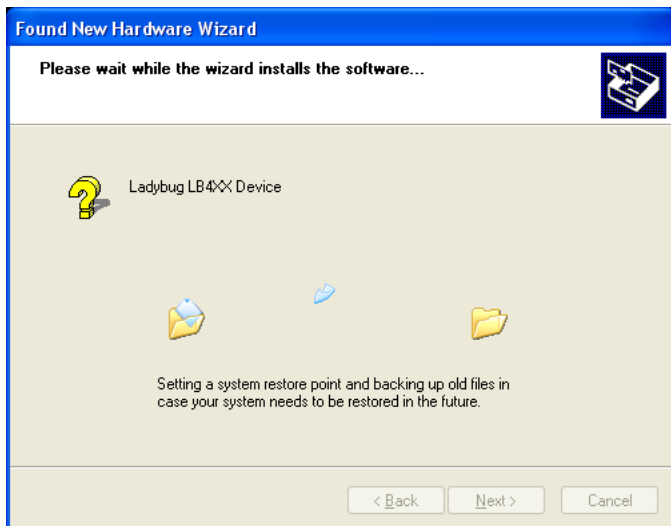 Found New Hardware Wizard
Please wait while the wizard installs the software...
Ladybug LB4XX Device
Setting a system restore point and backing up old files in
case your system needs to be restored in the future.
< Back
Next >
Cancel